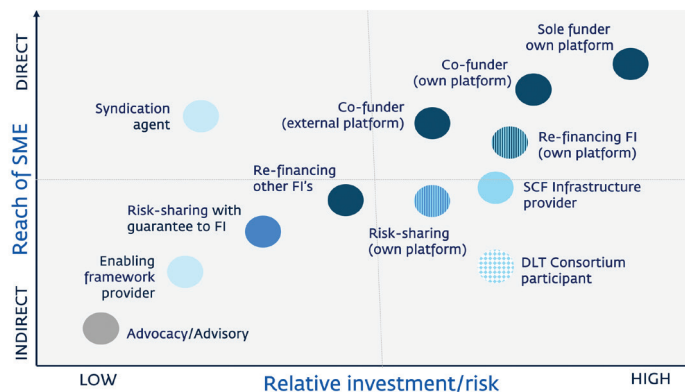 DIRECT
Reach of SME
INDIRECT
Sole funder
own platform
Co-funder
(own platform)
Syndication
agent
Co-funder
(external platform)
Re-financing FI
(own platform)
Re-financing
other FI's
SCF Infrastructure
provider
Risk-sharing with
guarantee to FI
Risk-sharing
(own platform)
Enabling
framework
provider
DLT Consortium
participant
Advocacy/Advisory
LOW
Relative investment/risk
HIGH